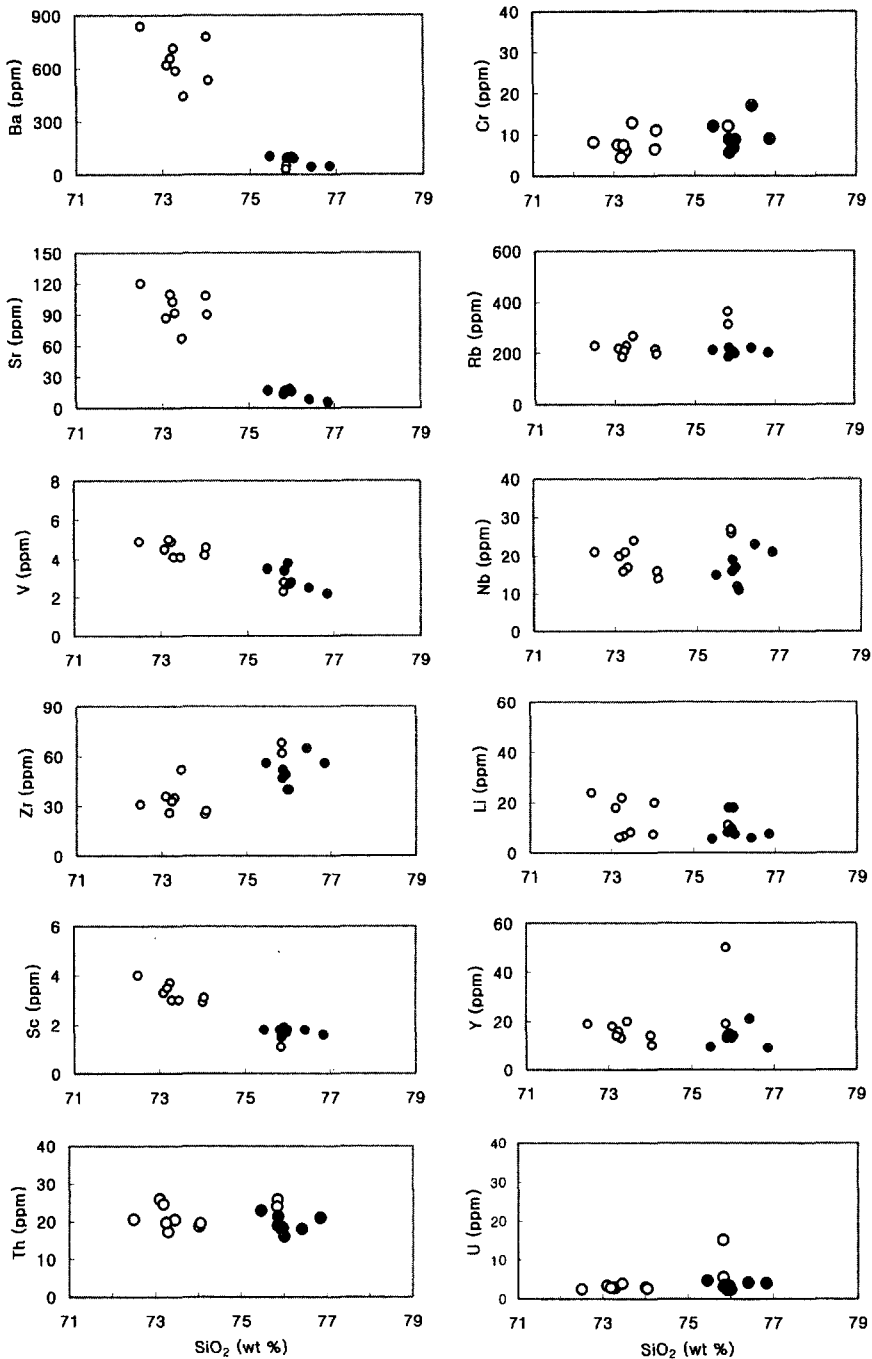 Ba (ppm)
900
600
300
0
71 73 75 77 79
Cr (ppm)
40
30
20
10
0
71 73 75 77 79
Sr (ppm)
150
120
90
60
30
0
71 73 75 77 79
Rb (ppm)
600
400
200
0
71 73 75 77 79
V (ppm)
8
6
4
2
0
71 73 75 77 79
Nb (ppm)
40
30
20
10
0
71 73 75 77 79
Zr (ppm)
90
60
30
0
71 73 75 77 79
Li (ppm)
60
40
20
0
71 73 75 77 79
Sc (ppm)
6
4
2
0
71 73 75 77 79
Y (ppm)
60
40
20
0
71 73 75 77 79
Th (ppm)
40
30
20
10
0
71 73 75 77 79
SiO₂ (wt %)
U (ppm)
40
30
20
10
0
71 73 75 77 79
SiO₂ (wt %)